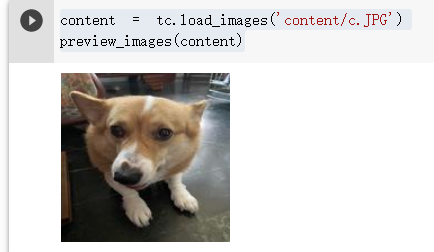 content = tc.load_images('content/c.JPG')
preview_images(content)